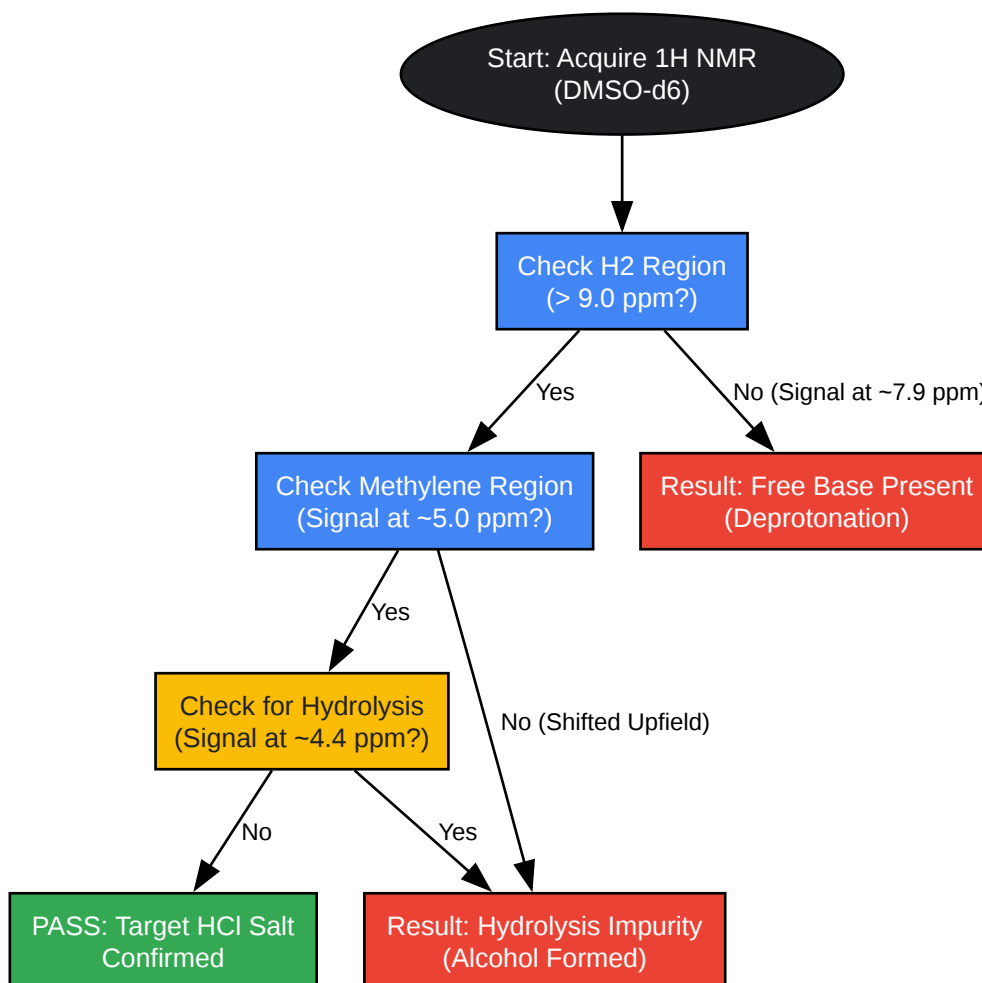 Start: Acquire 1H NMR
(DMSO-d6)
Check H2 Region
(> 9.0 ppm?)
Yes
No (Signal at ~7.9 ppm)
Check Methylene Region
(Signal at ~5.0 ppm?)
Result: Free Base Present
(Deprotonation)
Yes
Check for Hydrolysis
(Signal at ~4.4 ppm?)
No (Shifted Upfield)
No
Yes
PASS: Target HCl Salt
Confirmed
Result: Hydrolysis Impurity
(Alcohol Formed)